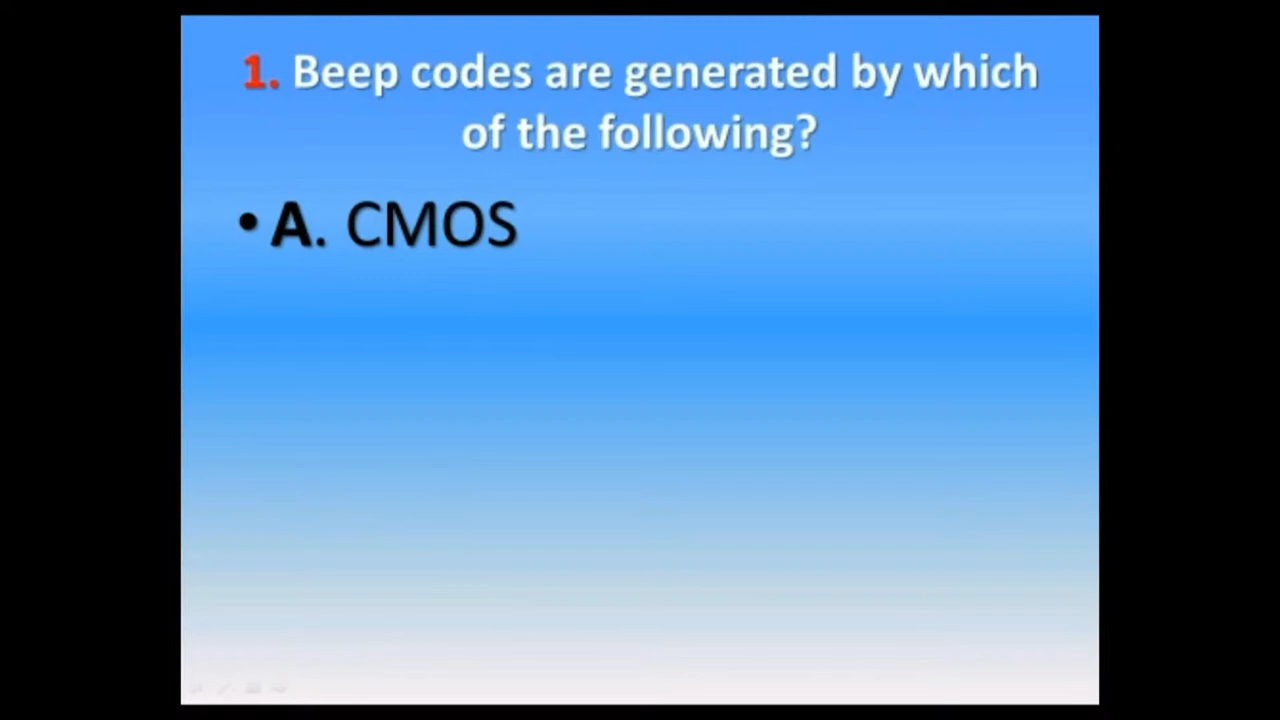 1. Beep codes are generated by which
of the following?
• A. CMOS